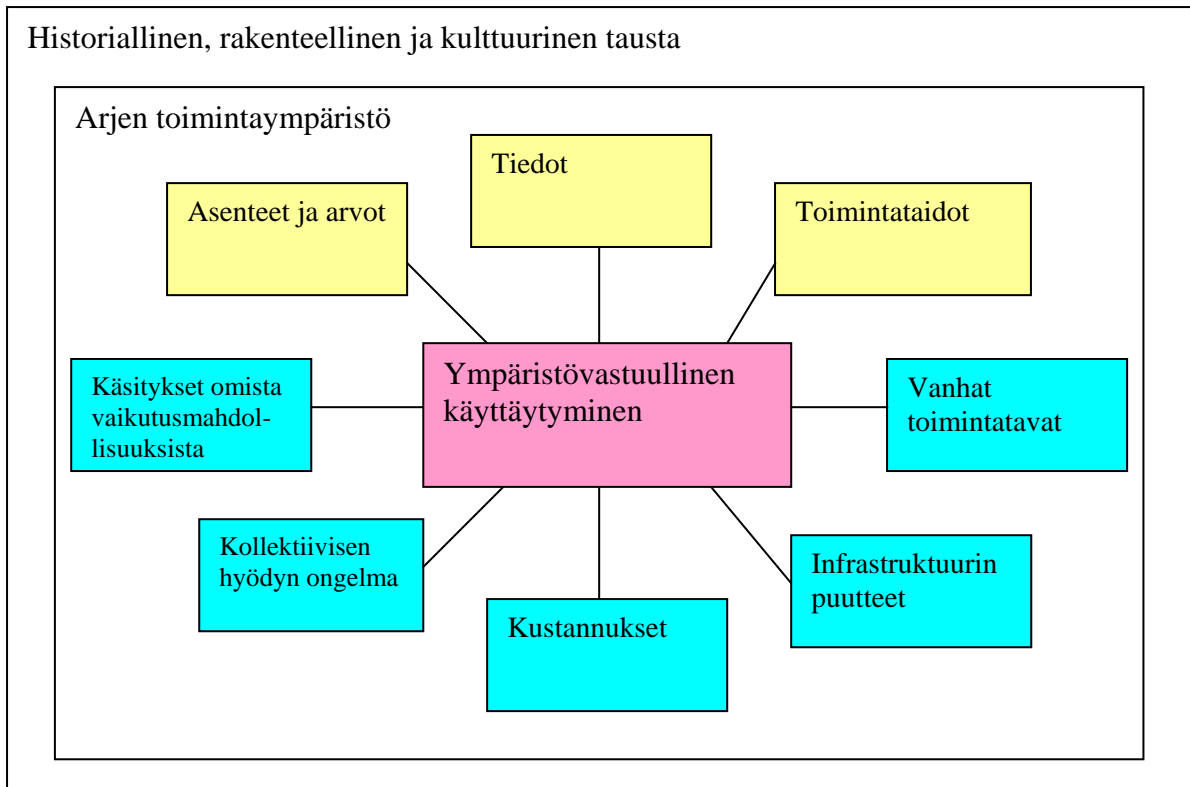 Historiallinen, rakenteellinen ja kulttuurinen tausta
Arjen toimintaympäristö
Tiedot
Asenteet ja arvot
Toimintataidot
Ympäristövastuullinen
käyttäytyminen
Käsitykset omista
vaikutusmahdol-
lisuuksista
Vanhat
toimintatavat
Kollektiivisen
hyödyn ongelma
Infrastruktuurin
puutteet
Kustannukset